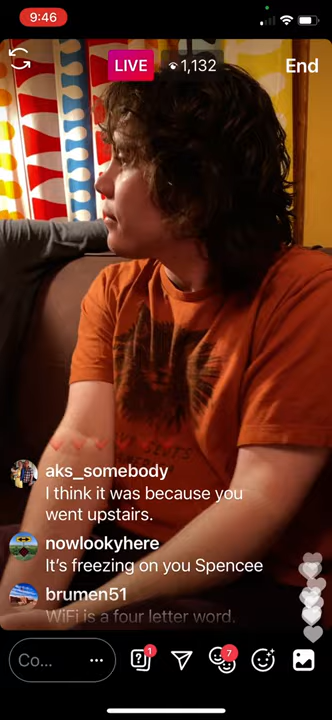 9:46
LIVE
1,132
End
aks_somebody
I think it was because you
went upstairs.
nowlookyhere
It's freezing on you Spencee
brumen51
WiFi is a four letter word.
Co...
1
7